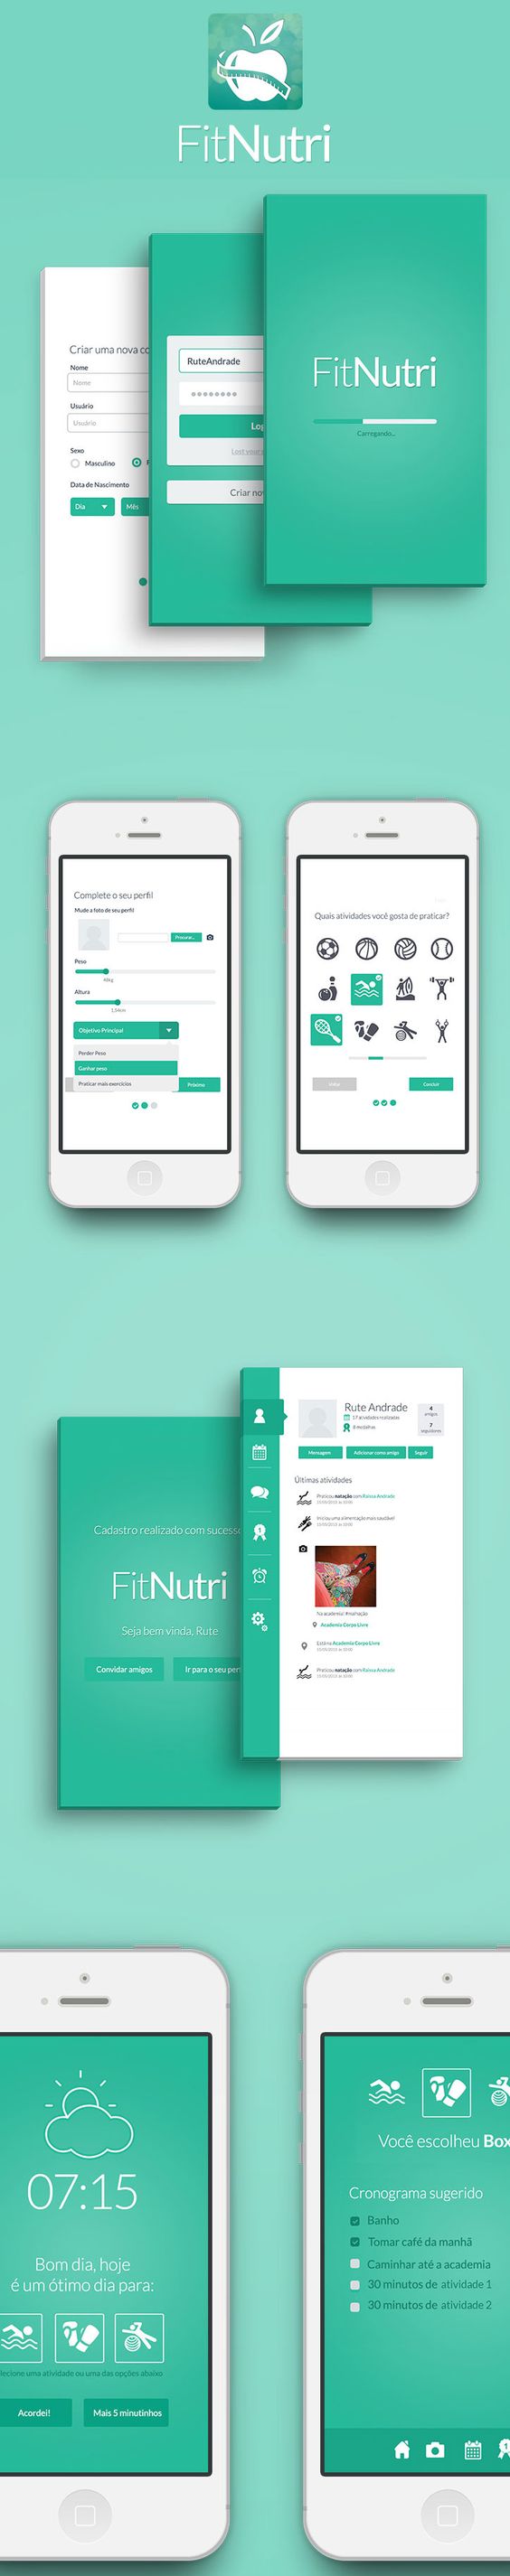 FitNutri
FitNutri
Carregando...
RuteAndrade
Lost your
Criar no
Criar uma nova co
Nome
Nome
Usuário
Usuário
Sexo
Masculino
Data de Nascimento
Dia
Mês
Complete o seu perfil
Mude a foto de seu perfil
Procurar...
Peso
48kg
Altura
1,54cm
Objetivo Principal
Perder Peso
Ganhar peso
Praticar mais exercícios
Próximo
Quais atividades você gosta de praticar?
Voltar
Concluir
Cadastro realizado com sucesso
FitNutri
Seja bem vinda, Rute
Convidar amigos
Ir para o seu per
Rute Andrade
17 atividades realizadas
8 medalhas
4
amigos
7
seguidores
Mensagem
Adicionar como amigo
Seguir
Últimas atividades
Praticou natação com Raissa Andrade
Iniciou uma alimentação mais saudável
Na academia! #malhação
Academia Corpo Livre
Está na Academia Corpo Livre
Praticou natação com Raissa Andrade
07:15
Bom dia, hoje
é um ótimo dia para:
lecione uma atividade ou uma das opções abaixo
Acordei!
Mais 5 minutinhos
Você escolheu Box
Cronograma sugerido
Banho
Tomar café da manhã
Caminhar até a academia
30 minutos de atividade 1
30 minutos de atividade 2